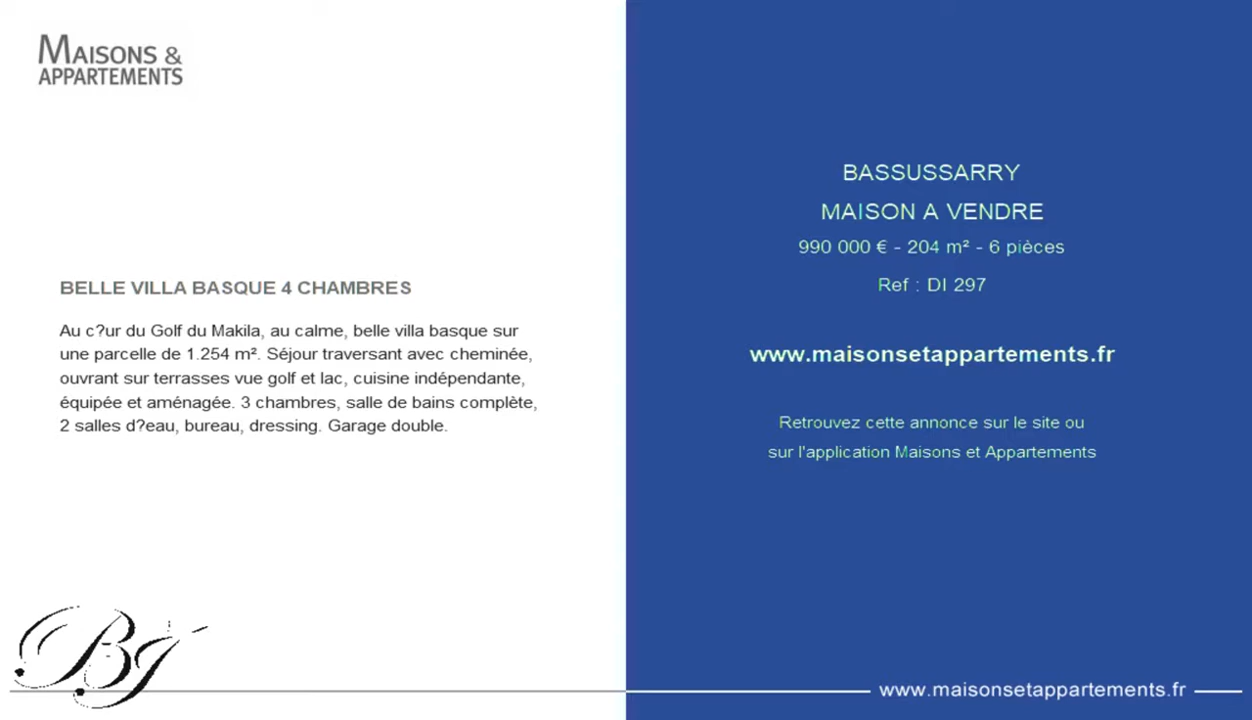 MAISONS &
APPARTEMENTS
BELLE VILLA BASQUE 4 CHAMBRES
Au c?ur du Golf du Makila, au calme, belle villa basque sur
une parcelle de 1.254 m². Séjour traversant avec cheminée,
ouvrant sur terrasses vue golf et lac, cuisine indépendante,
équipée et aménagée. 3 chambres, salle de bains complète,
2 salles d?eau, bureau, dressing. Garage double.
BJ
BASSUSSARRY
MAISON A VENDRE
990 000 € - 204 m² - 6 pièces
Ref : DI 297
www.maisonsetappartements.fr
Retrouvez cette annonce sur le site ou
sur l'application Maisons et Appartements
www.maisonsetappartements.fr